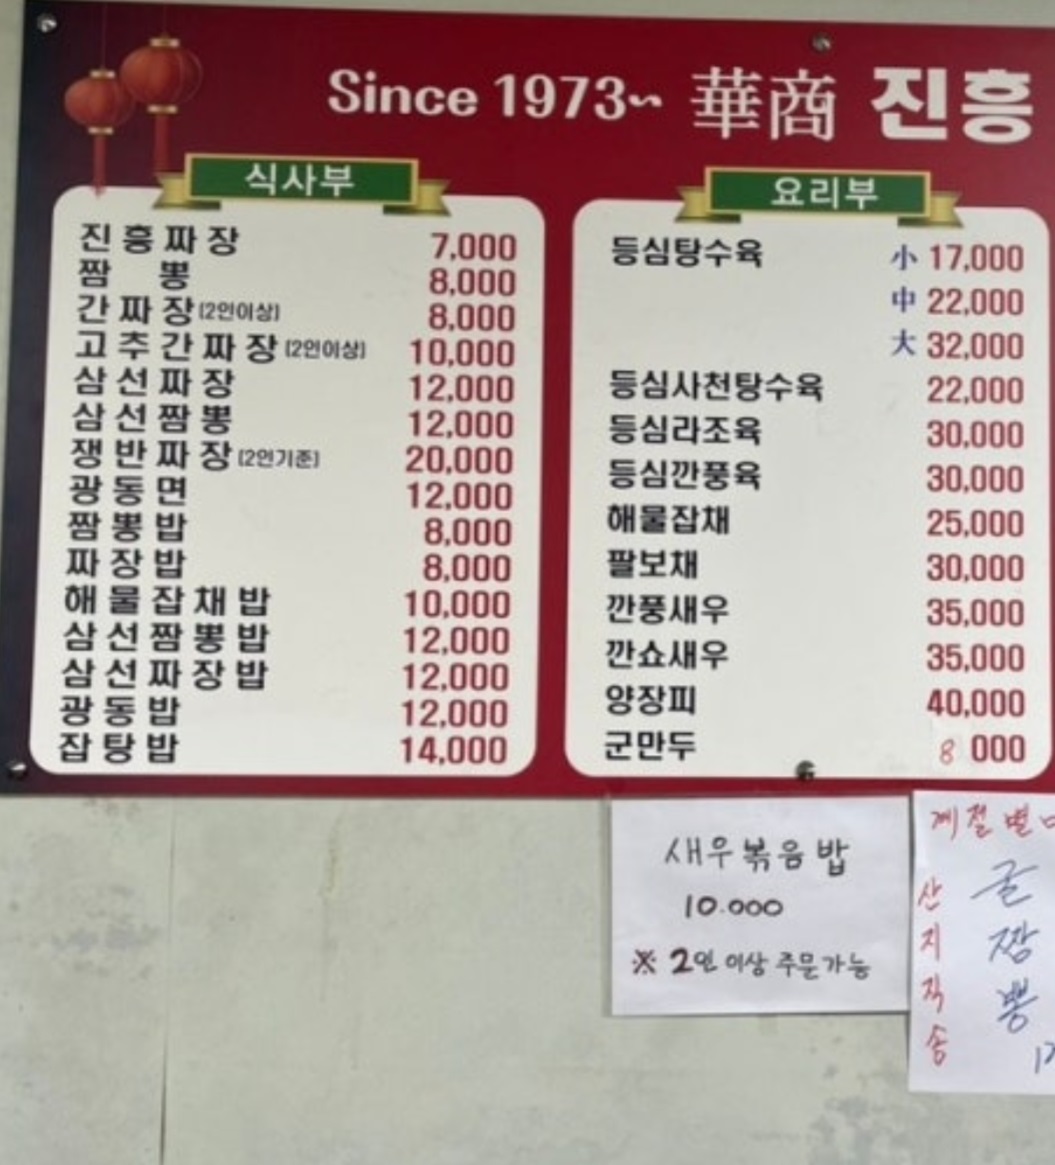 Since 1973~ 華商 진흥
식사부
진흥짜장 7,000
짬뽕 8,000
간짜장(2인이상) 8,000
고추간짜장(2인이상) 10,000
삼선짜장 12,000
삼선짬뽕 12,000
쟁반짜장(2인기준) 20,000
광동면 12,000
짬뽕밥 8,000
짜장밥 8,000
해물잡채밥 10,000
삼선짬뽕밥 12,000
삼선짜장밥 12,000
광동밥 12,000
잡탕밥 14,000
요리부
등심탕수육 小 17,000
中 22,000
大 32,000
등심사천탕수육 22,000
등심라조육 30,000
등심깐풍육 30,000
해물잡채 25,000
팔보채 30,000
깐풍새우 35,000
깐쇼새우 35,000
양장피 40,000
군만두 8 000
새우볶음밥
10.000
※ 2인 이상 주문가능
계절별
산지직송
굴짬뽕